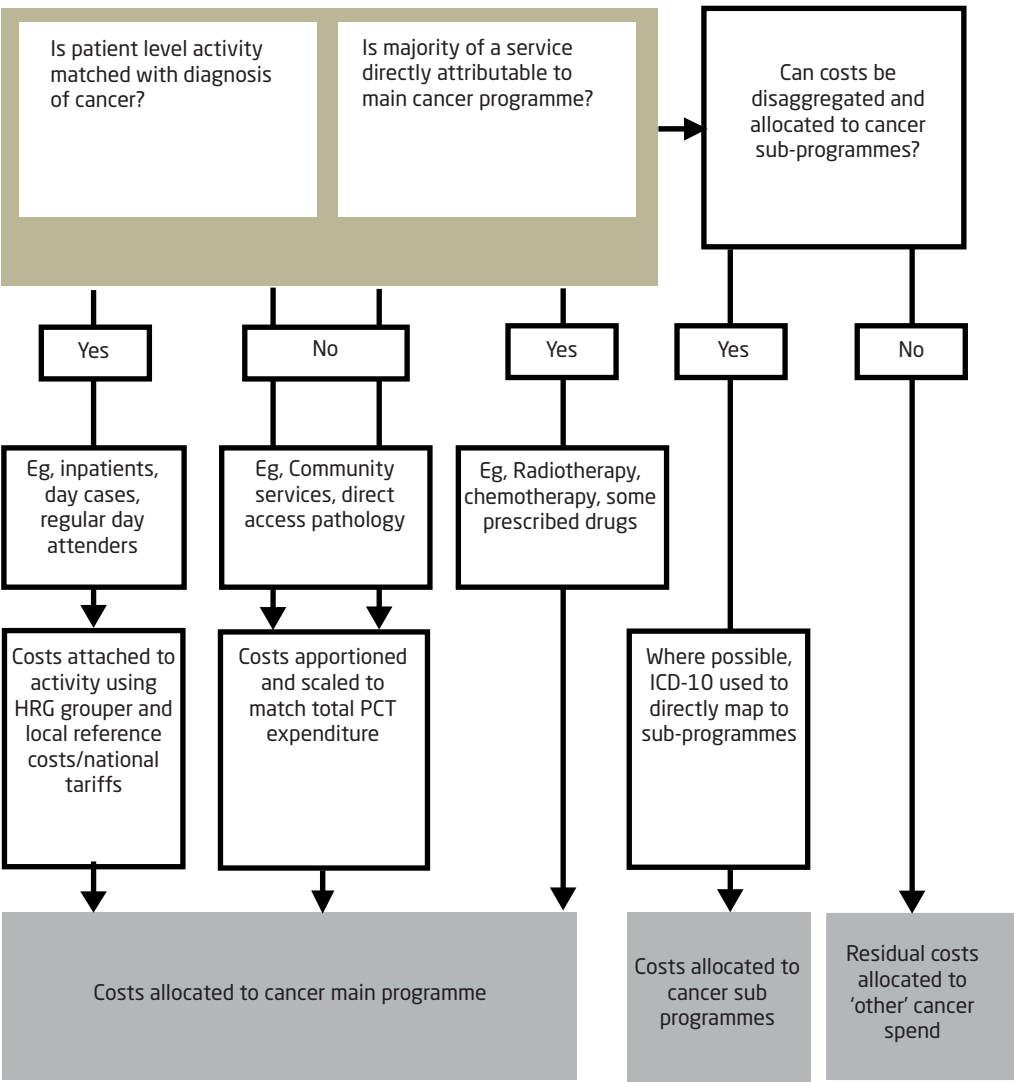 Is patient level activity
matched with diagnosis
of cancer?
Is majority of a service
directly attributable to
main cancer programme?
Can costs be
disaggregated and
allocated to cancer
sub-programmes?
Yes
No
Yes
Yes
No
Eg, inpatients,
day cases,
regular day
attenders
Eg, Community
services, direct
access pathology
Eg, Radiotherapy,
chemotherapy, some
prescribed drugs
Costs attached to
activity using
HRG grouper and
local reference
costs/national
tariffs
Costs apportioned
and scaled to
match total PCT
expenditure
Where possible,
ICD-10 used to
directly map to
sub-programmes
Costs allocated to cancer main programme
Costs allocated to
cancer sub
programmes
Residual costs
allocated to
‘other’ cancer
spend